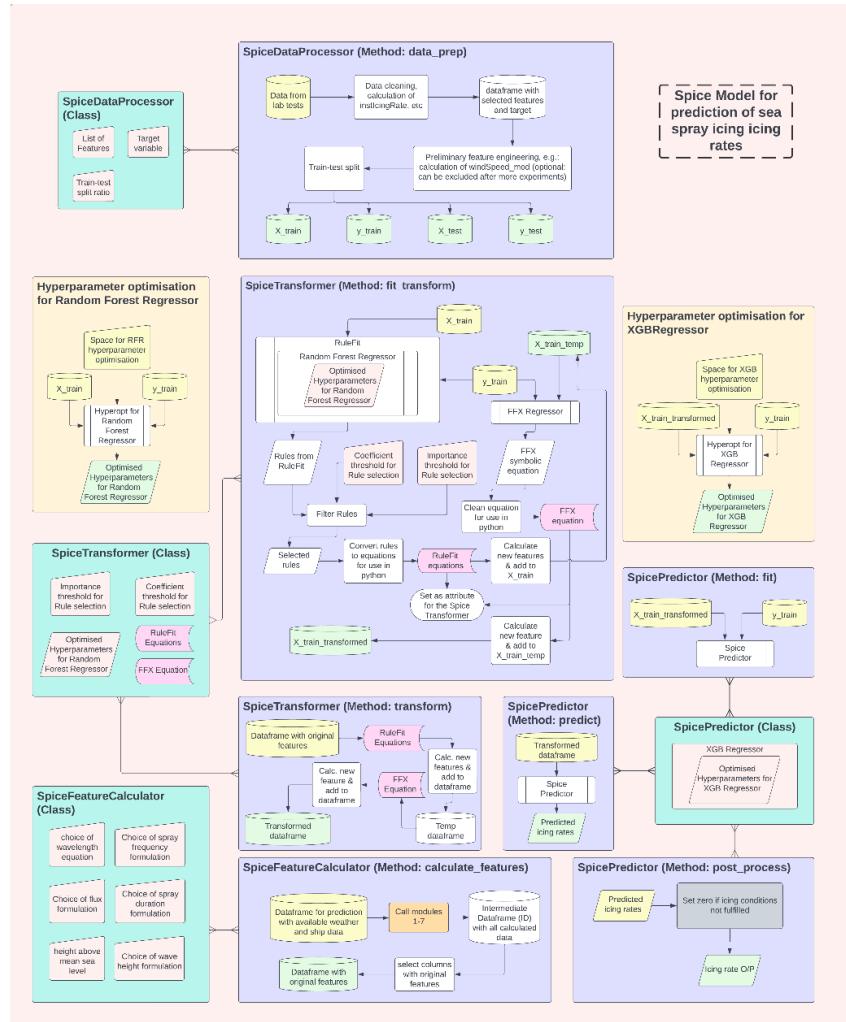 SpiceDataProcessor (Method: data_prep)
Data from
lab tests
Data cleaning,
calculation of
instIcingRate, etc
dataframe with
selected features
and target
Train-test split
Preliminary feature engineering, e.g.:
calculation of windSpeed_mod (optional:
can be excluded after more experiments)
X_train
y_train
X_test
y_test
SpiceDataProcessor
(Class)
List of
Features
Target
variable
Train-test
split ratio
Spice Model for
prediction of sea
spray icing icing
rates
Hyperparameter optimisation
for Random Forest Regressor
Space for RFR
hyperparameter
optimisation
X_train
y_train
Hyperopt for
Random
Forest
Regressor
Optimised
Hyperparameters
for Random
Forest Regressor
SpiceTransformer (Method: fit transform)
X_train
RuleFit
Random Forest Regressor
Optimised
Hyperparameters
for Random
Forest Regressor
X_train_temp
y_train
FFX Regressor
Rules from
RuleFit
Coefficient
threshold for
Rule selection
Importance
threshold for
Rule selection
FFX
symbolic
equation
Filter Rules
Clean equation
for use in
python
FFX
equation
Selected
rules
Convert rules
to equations
for use in
python
RuleFit
equations
Calculate
new features
& add to
X_train
Set as attribute
for the Spice
Transformer
X_train_transformed
Calculate
new feature
& add to
X_train_temp
Hyperparameter optimisation for
XGBRegressor
Space for XGB
hyperparameter
optimisation
X_train_transformed
y_train
Hyperopt for
XGB
Regressor
Optimised
Hyperparameters
for XGB
Regressor
SpiceTransformer (Class)
Importance
threshold for
Rule selection
Coefficient
threshold for
Rule selection
Optimised
Hyperparameters
for Random
Forest Regressor
RuleFit
Equations
FFX Equation
SpicePredictor (Method: fit)
X_train_transformed
y_train
Spice
Predictor
SpiceTransformer (Method: transform)
Dataframe with original
features
RuleFit
Equations
Calc. new
feature &
add to
dataframe
FFX
Equation
Calc. new
features &
add to
dataframe
Transformed
dataframe
Temp
dataframe
SpicePredictor
(Method: predict)
Transformed
dataframe
Spice
Predictor
Predicted
icing rates
SpicePredictor (Class)
XGB Regressor
Optimised
Hyperparameters for
XGB Regressor
SpiceFeatureCalculator
(Class)
choice of
wavelength
equation
Choice of spray
frequency
formulation
Choice of flux
formulation
Choice of spray
duration
formulation
height above
mean sea
level
Choice of wave
height formulation
SpiceFeatureCalculator (Method: calculate_features)
Dataframe for prediction
with available weather
and ship data
Call modules
1-7
Intermediate
Dataframe (ID)
with all calculated
data
Dataframe with
original features
select columns
with original
features
SpicePredictor (Method: post_process)
Predicted
icing rates
Set zero if icing conditions
not fulfilled
Icing rate O/P